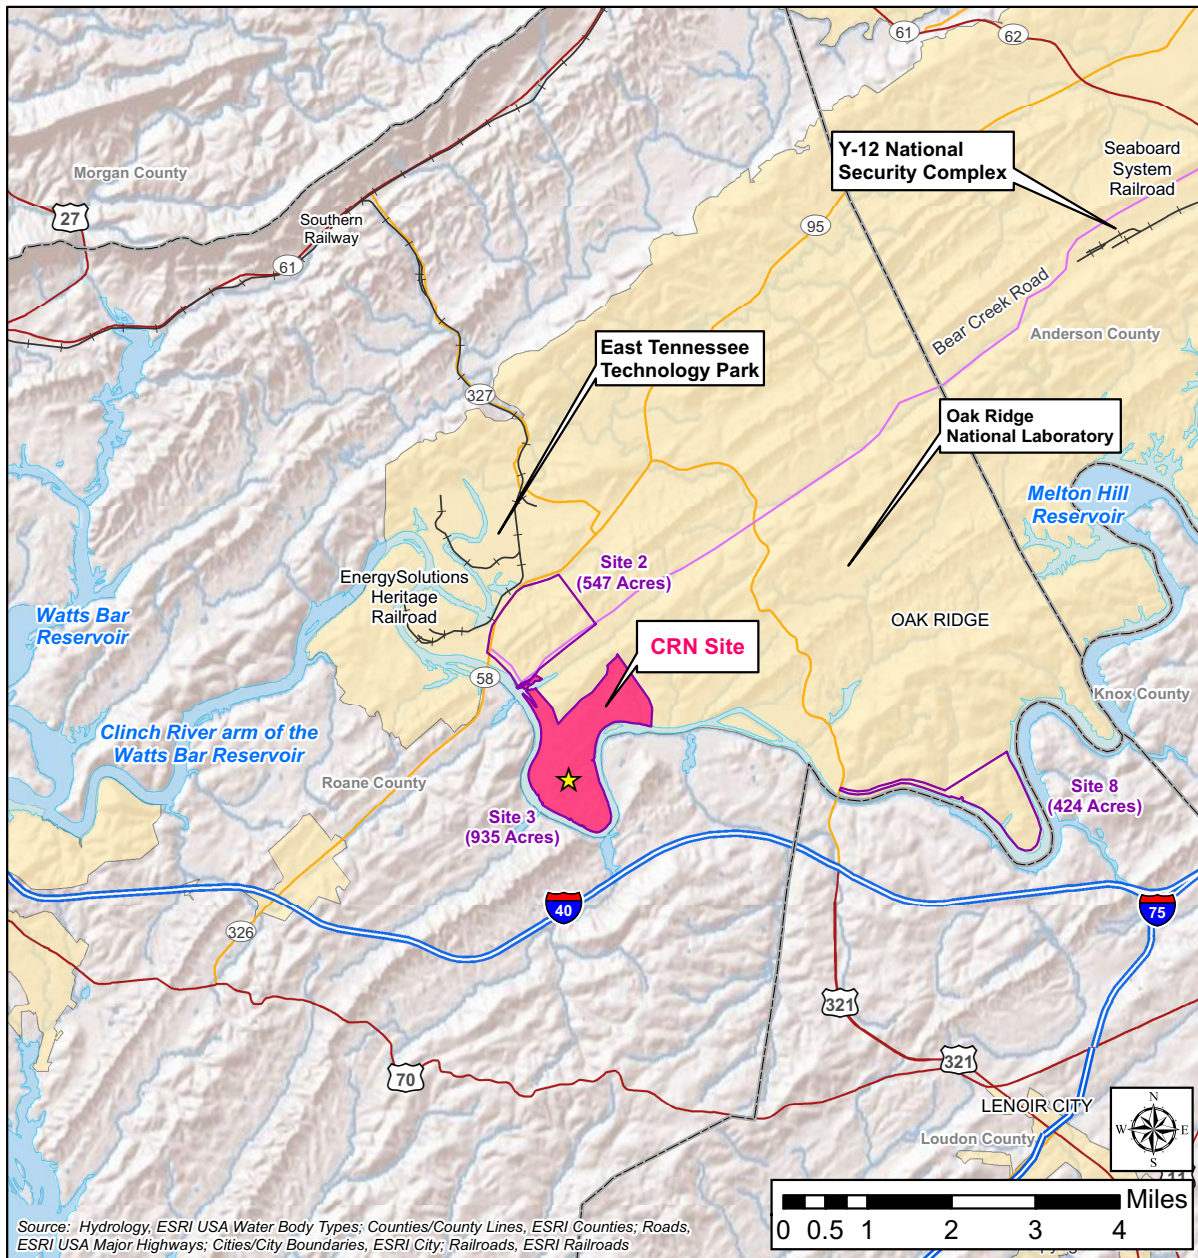 61
62
Y-12 National
Security Complex
Seaboard
System
Railroad
Morgan County
27
Southern
Railway
95
61
Bear Creek Road
Anderson County
East Tennessee
Technology Park
327
Oak Ridge
National Laboratory
Melton Hill
Reservoir
Site 2
(547 Acres)
EnergySolutions
Heritage
Railroad
Watts Bar
Reservoir
OAK RIDGE
CRN Site
58
Knox County
Clinch River arm of the
Watts Bar Reservoir
Roane County
Site 8
(424 Acres)
Site 3
(935 Acres)
40
75
326
321
321
70
LENOIR CITY
Loudon County
N
W E
S
11
Miles
0 0.5 1 2 3 4
Source: Hydrology, ESRI USA Water Body Types; Counties/County Lines, ESRI Counties; Roads,
ESRI USA Major Highways; Cities/City Boundaries, ESRI City; Railroads, ESRI Railroads